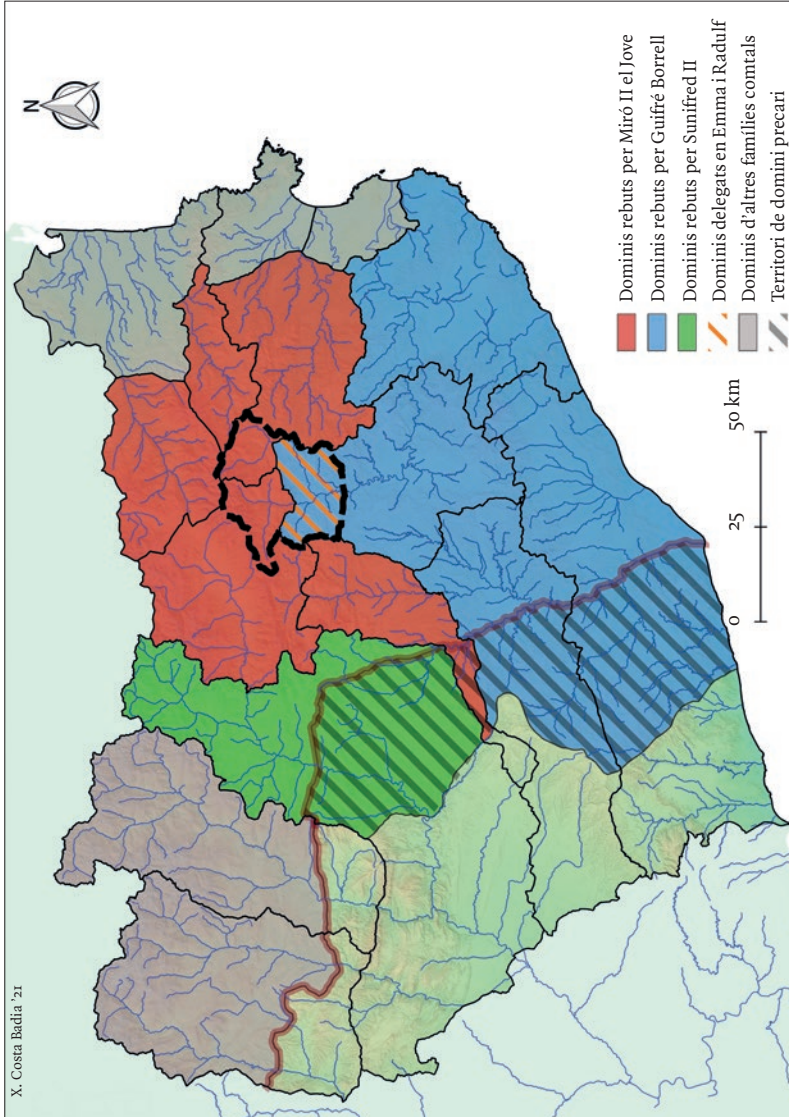 X. Costa Badia '21
N
Dominis rebuts per Miró II el Jove
Dominis rebuts per Guifré Borrell
Dominis rebuts per Sunifred II
Dominis delegats en Emma i Radulf
Dominis d'altres famílies comtals
Territori de domini precari
0 25 50 km